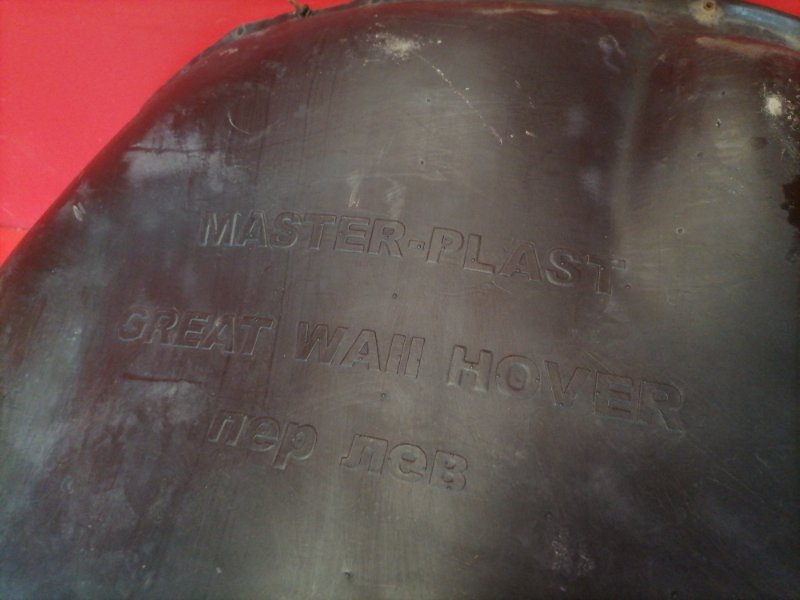 MASTER-PLAST
GREAT WAll HOVER
пер лев